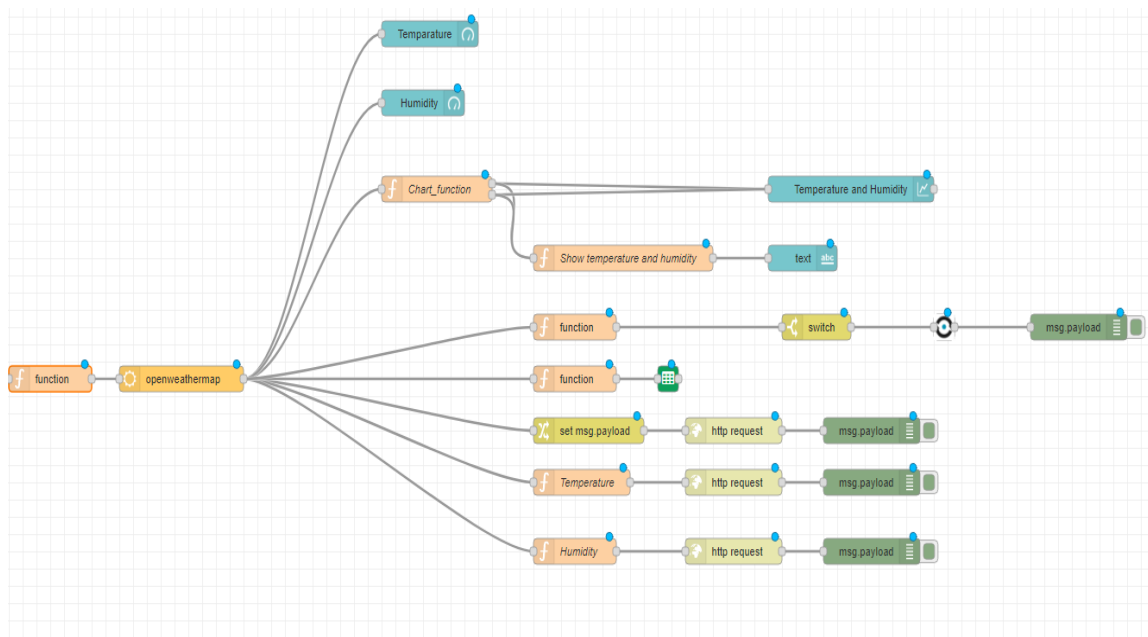 Temparature
Humidity
Chart_function
Temperature and Humidity
Show temperature and humidity
text
abc
function
switch
msg.payload
function
openweathermap
function
set msg.payload
http request
msg.payload
Temperature
http request
msg.payload
Humidity
http request
msg.payload